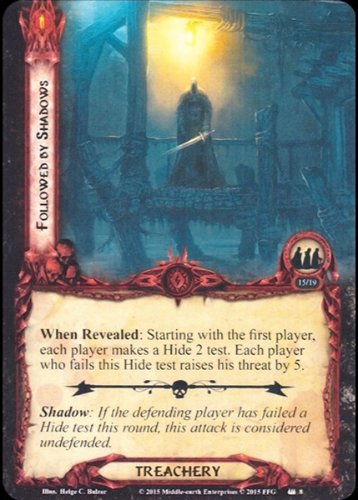 FOLLOWED BY SHADOWS
15/19
When Revealed: Starting with the first player,
each player makes a Hide 2 test. Each player
who fails this Hide test raises his threat by 5.
Shadow: If the defending player has failed a
Hide test this round, this attack is considered
undefended.
TREACHERY
Illus. Helge C. Balzer © 2015 Middle-earth Enterprises © 2015 FFG 8